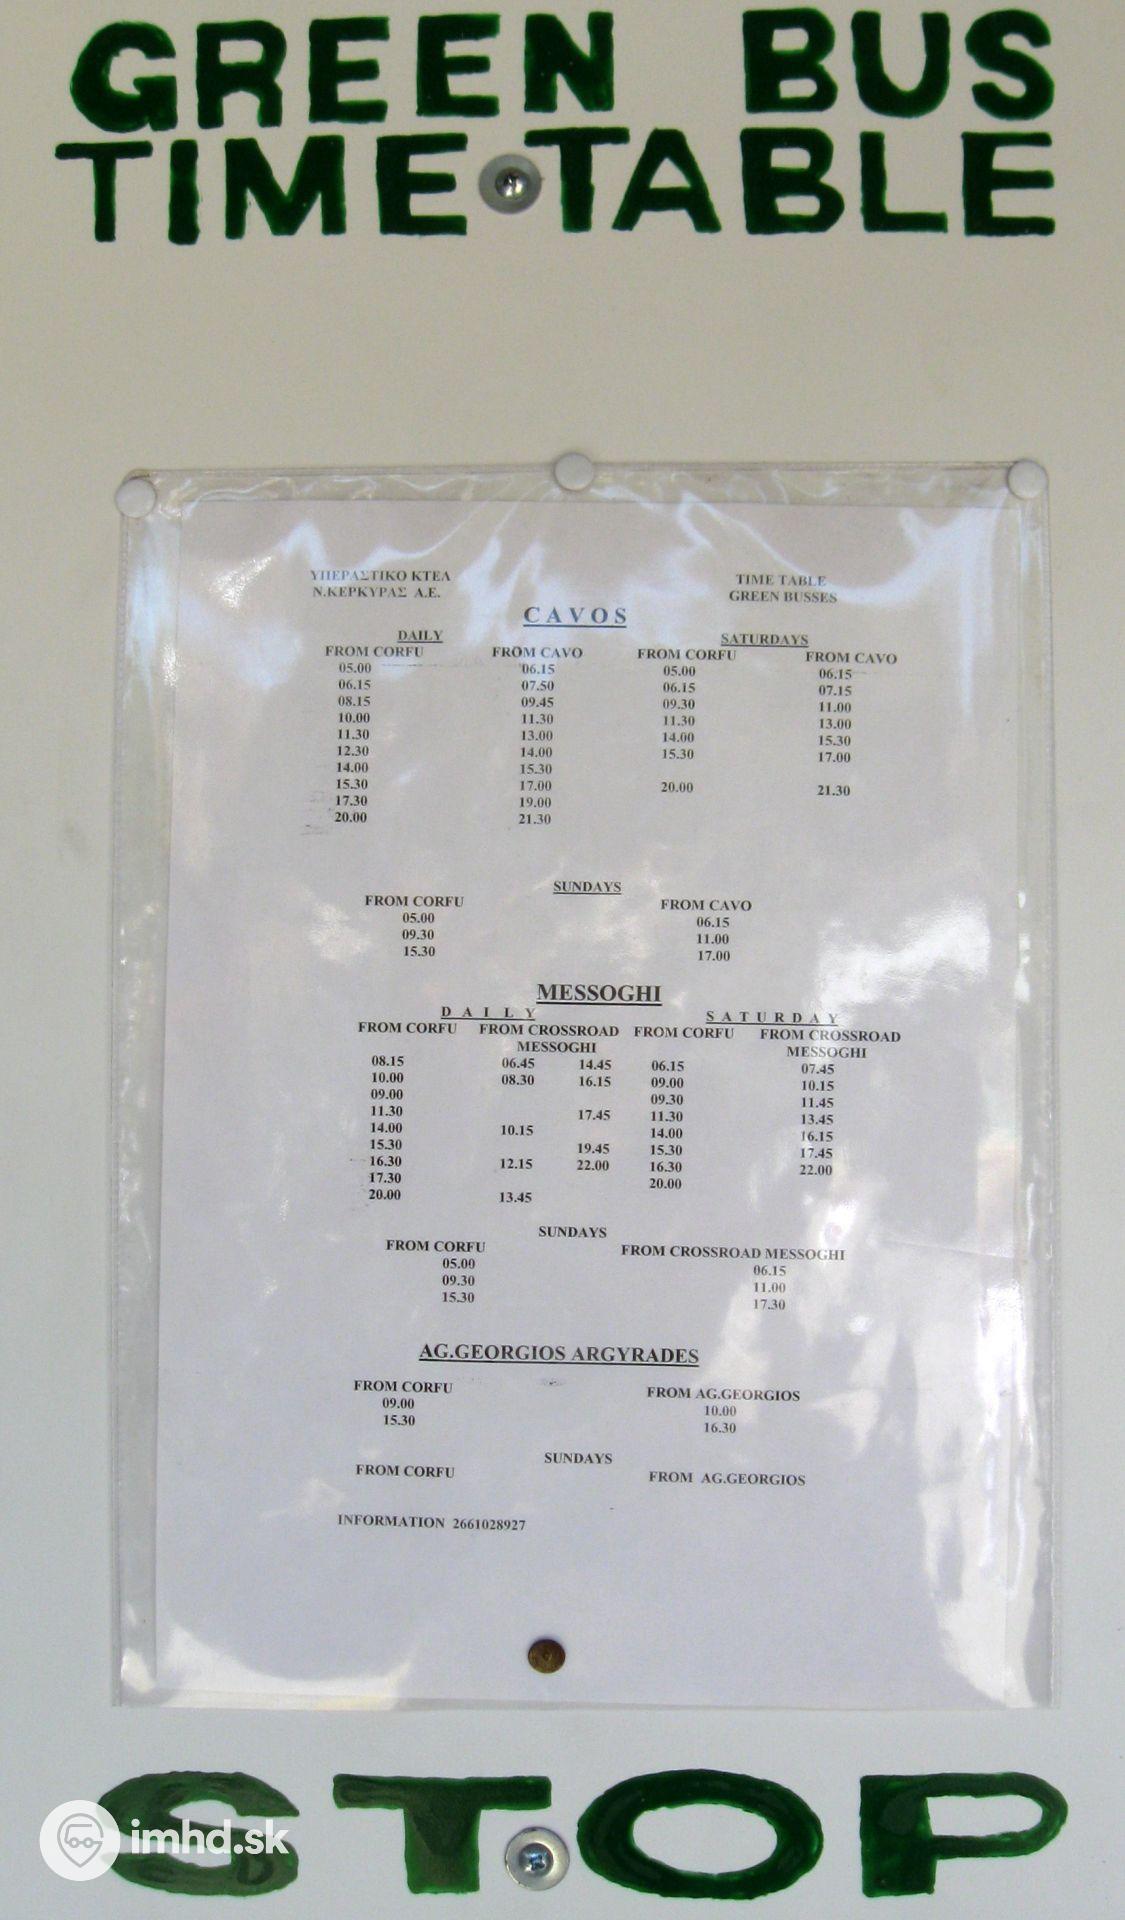 GREEN BUS
TIME TABLE
ΥΠΕΡΑΣΤΙΚΟ ΚΤΕΛ TIME TABLE
Ν.ΚΕΡΚΥΡΑΣ Α.Ε. GREEN BUSSES
CAVOS
DAILY SATURDAYS
FROM CORFU FROM CAVO FROM CORFU FROM CAVO
05.00 06.15 05.00 06.15
06.15 07.50 06.15 07.15
08.15 09.45 09.30 11.00
10.00 11.30 11.30 13.00
11.30 13.00 14.00 15.30
12.30 14.00 15.30 17.00
14.00 15.30
15.30 17.00 20.00 21.30
17.30 19.00
20.00 21.30
SUNDAYS
FROM CORFU FROM CAVO
05.00 06.15
09.30 11.00
15.30 17.00
MESSOGHI
DAILY SATURDAY
FROM CORFU FROM CROSSROAD FROM CORFU FROM CROSSROAD
MESSOGHI MESSOGHI
08.15 06.45 14.45 06.15 07.45
10.00 08.30 16.15 09.00 10.15
09.00 09.30 11.45
11.30 17.45 11.30 13.45
14.00 10.15 14.00 16.15
15.30 19.45 15.30 17.45
16.30 12.15 22.00 16.30 22.00
17.30 20.00
20.00 13.45
SUNDAYS
FROM CORFU FROM CROSSROAD MESSOGHI
05.00 06.15
09.30 11.00
15.30 17.30
AG.GEORGIOS ARGYRADES
FROM CORFU FROM AG.GEORGIOS
09.00 10.00
15.30 16.30
SUNDAYS
FROM CORFU FROM AG.GEORGIOS
INFORMATION 2661028927
STOP
imhd.sk